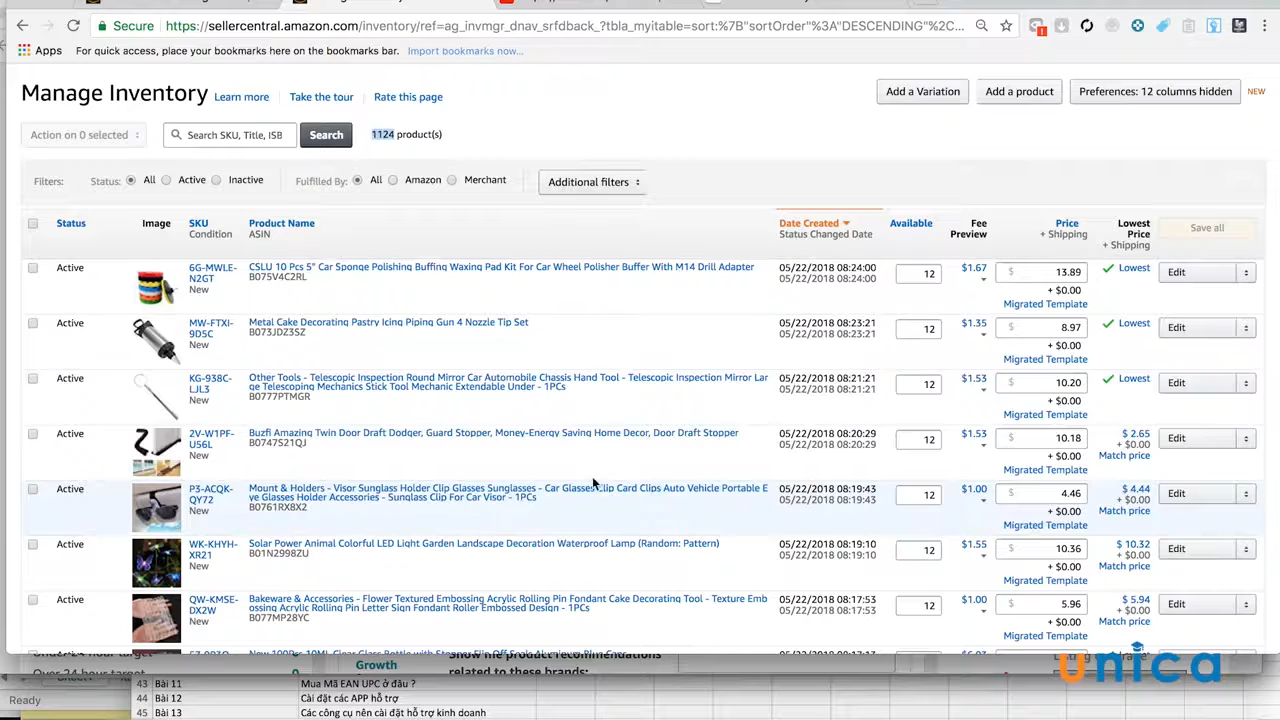 Secure https://sellercentral.amazon.com/inventory/ref=ag_invmgr_dnav_srfdback_?tbla_myitable=sort:%7B"sortOrder"%3A"DESCENDING"%2C...
Apps For quick access, place your bookmarks here on the bookmarks bar. Import bookmarks now...
Manage Inventory Learn more Take the tour Rate this page Add a Variation Add a product Preferences: 12 columns hidden NEW
Action on 0 selected Search SKU, Title, ISB Search 1124 product(s)
Filters: Status: All Active Inactive Fulfilled By: All Amazon Merchant Additional filters
Status Image SKU Product Name Date Created Available Fee Price Lowest Save all
Condition ASIN Status Changed Date Preview + Shipping Price
+ Shipping
Active 6G-MWLE- CSLU 10 Pcs 5" Car Sponge Polishing Buffing Waxing Pad Kit For Car Wheel Polisher Buffer With M14 Drill Adapter 05/22/2018 08:24:00 12 $1.67 $ 13.89 Lowest Edit
N2GT B075V4C2RL 05/22/2018 08:24:00
New + $0.00
Migrated Template
Active MW-FTXI- Metal Cake Decorating Pastry Icing Piping Gun 4 Nozzle Tip Set 05/22/2018 08:23:21 12 $1.35 $ 8.97 Lowest Edit
9D5C B073JDZ3SZ 05/22/2018 08:23:21
New + $0.00
Migrated Template
Active KG-938C- Other Tools - Telescopic Inspection Round Mirror Car Automobile Chassis Hand Tool - Telescopic Inspection Mirror Lar 05/22/2018 08:21:21 12 $1.53 $ 10.20 Lowest Edit
LJL3 ge Telescoping Mechanics Stick Tool Mechanic Extendable Under - 1PCs 05/22/2018 08:21:21
New B0777PTMGR + $0.00
Migrated Template
Active 2V-W1PF- Buzfi Amazing Twin Door Draft Dodger, Guard Stopper, Money-Energy Saving Home Decor, Door Draft Stopper 05/22/2018 08:20:29 12 $1.53 $ 10.18 $ 2.65 Edit
U56L B0747S21QJ 05/22/2018 08:20:29 + $0.00
New + $0.00 Match price
Migrated Template
Active P3-ACQK- Mount & Holders - Visor Sunglass Holder Clip Glasses Sunglasses - Car Glasses Clip Card Clips Auto Vehicle Portable E 05/22/2018 08:19:43 12 $1.00 $ 4.46 $ 4.44 Edit
QY72 ye Glasses Holder Accessories - Sunglass Clip For Car Visor - 1PCs 05/22/2018 08:19:43 + $0.00
New B0761RX8X2 + $0.00 Match price
Migrated Template
Active WK-KHYH- Solar Power Animal Colorful LED Light Garden Landscape Decoration Waterproof Lamp (Random: Pattern) 05/22/2018 08:19:10 12 $1.55 $ 10.36 $ 10.32 Edit
XR21 B01N2998ZU 05/22/2018 08:19:10 + $0.00
New + $0.00 Match price
Migrated Template
Active QW-KMSE- Bakeware & Accessories - Flower Textured Embossing Acrylic Rolling Pin Fondant Cake Decorating Tool - Texture Emb 05/22/2018 08:17:53 12 $1.00 $ 5.96 $ 5.94 Edit
DX2W ossing Acrylic Rolling Pin Letter Sign Fondant Roller Embossed Design - 1PCs 05/22/2018 08:17:53 + $0.00
New B077MP28YC + $0.00 Match price
Migrated Template
Growth related to these brands:
unica
Ready
43 Bài 11 Mua Mã EAN UPC ở đâu ?
44 Bài 12 Cài đặt các APP hỗ trợ
45 Bài 13 Các công cụ nên cài đặt hỗ trợ kinh doanh